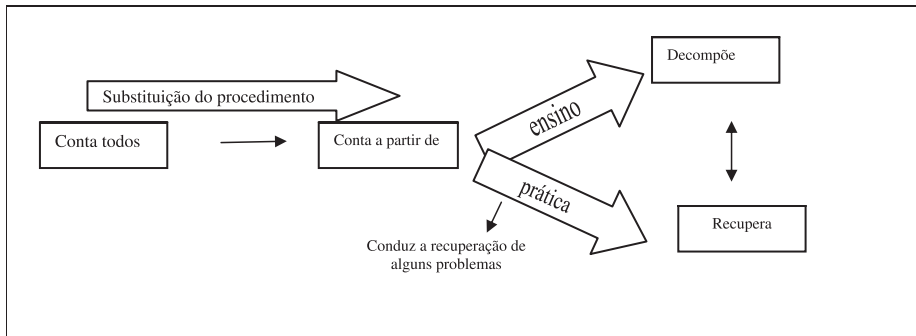 Substituição do procedimento
Conta todos
Conta a partir de
ensino
prática
Conduz a recuperação de
alguns problemas
Decompõe
Recupera